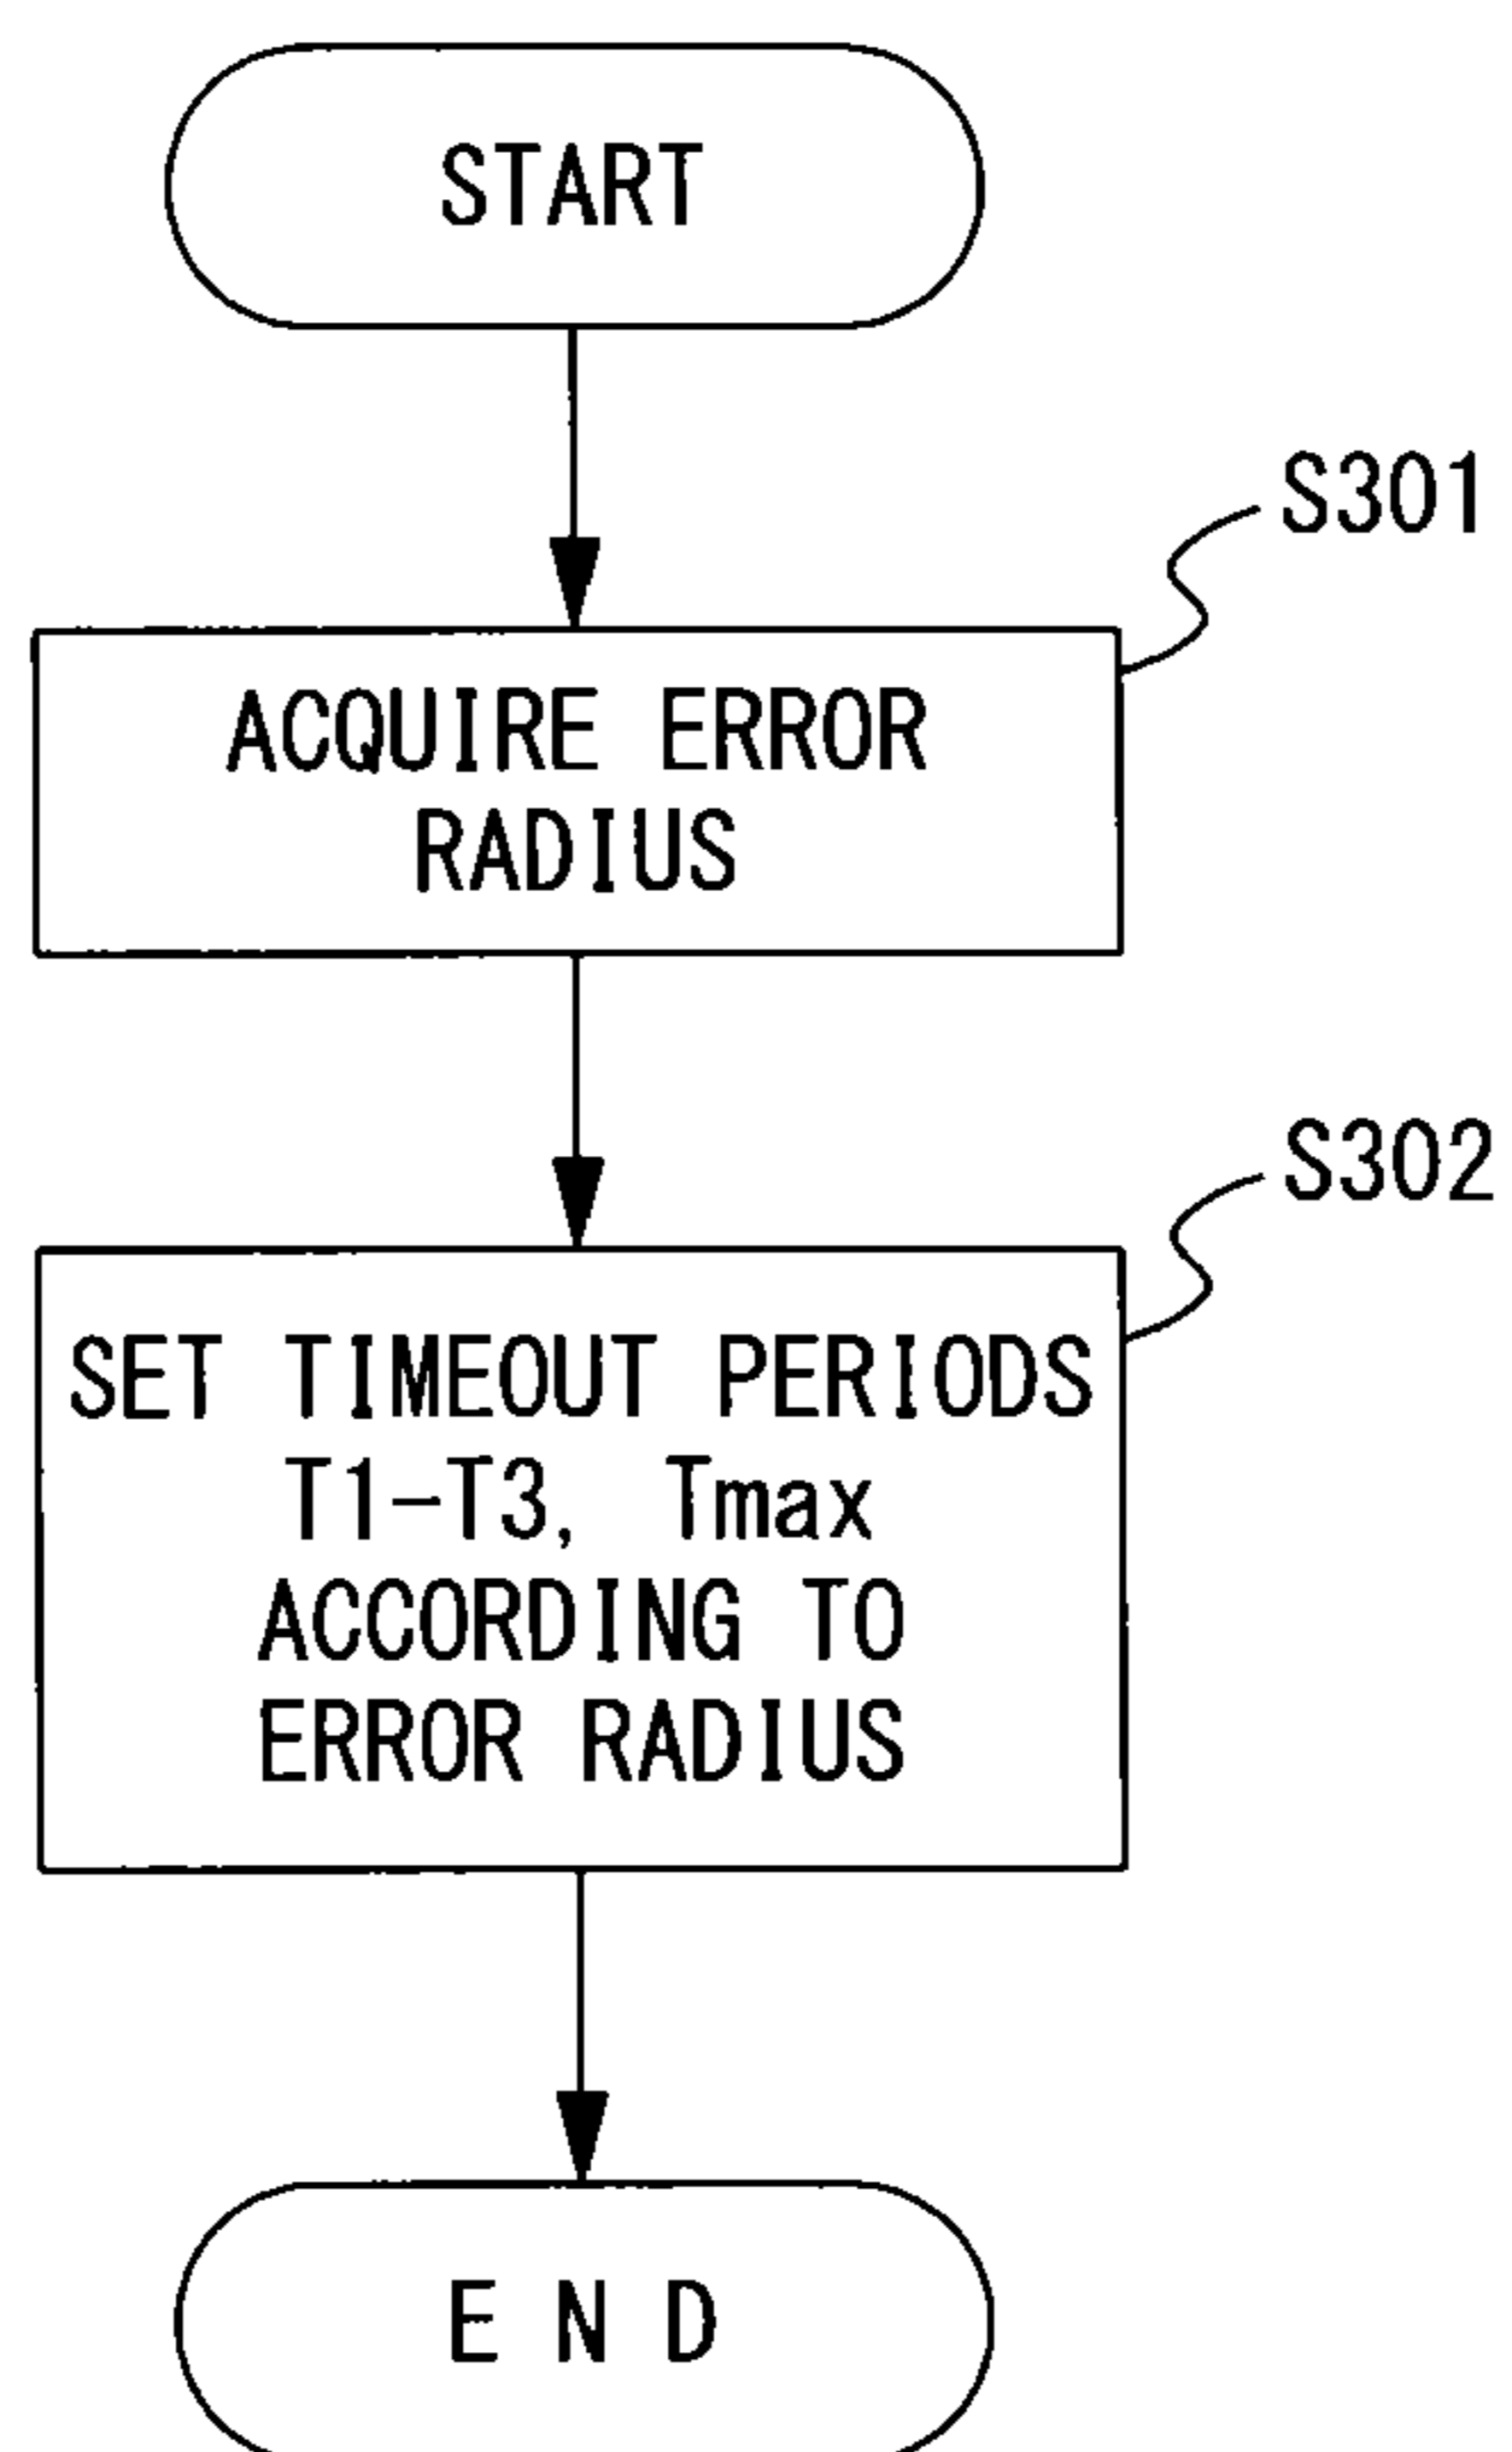 START
S301
ACQUIRE ERROR
RADIUS
S302
SET TIMEOUT PERIODS
T1-T3, Tmax
ACCORDING TO
ERROR RADIUS
E N D